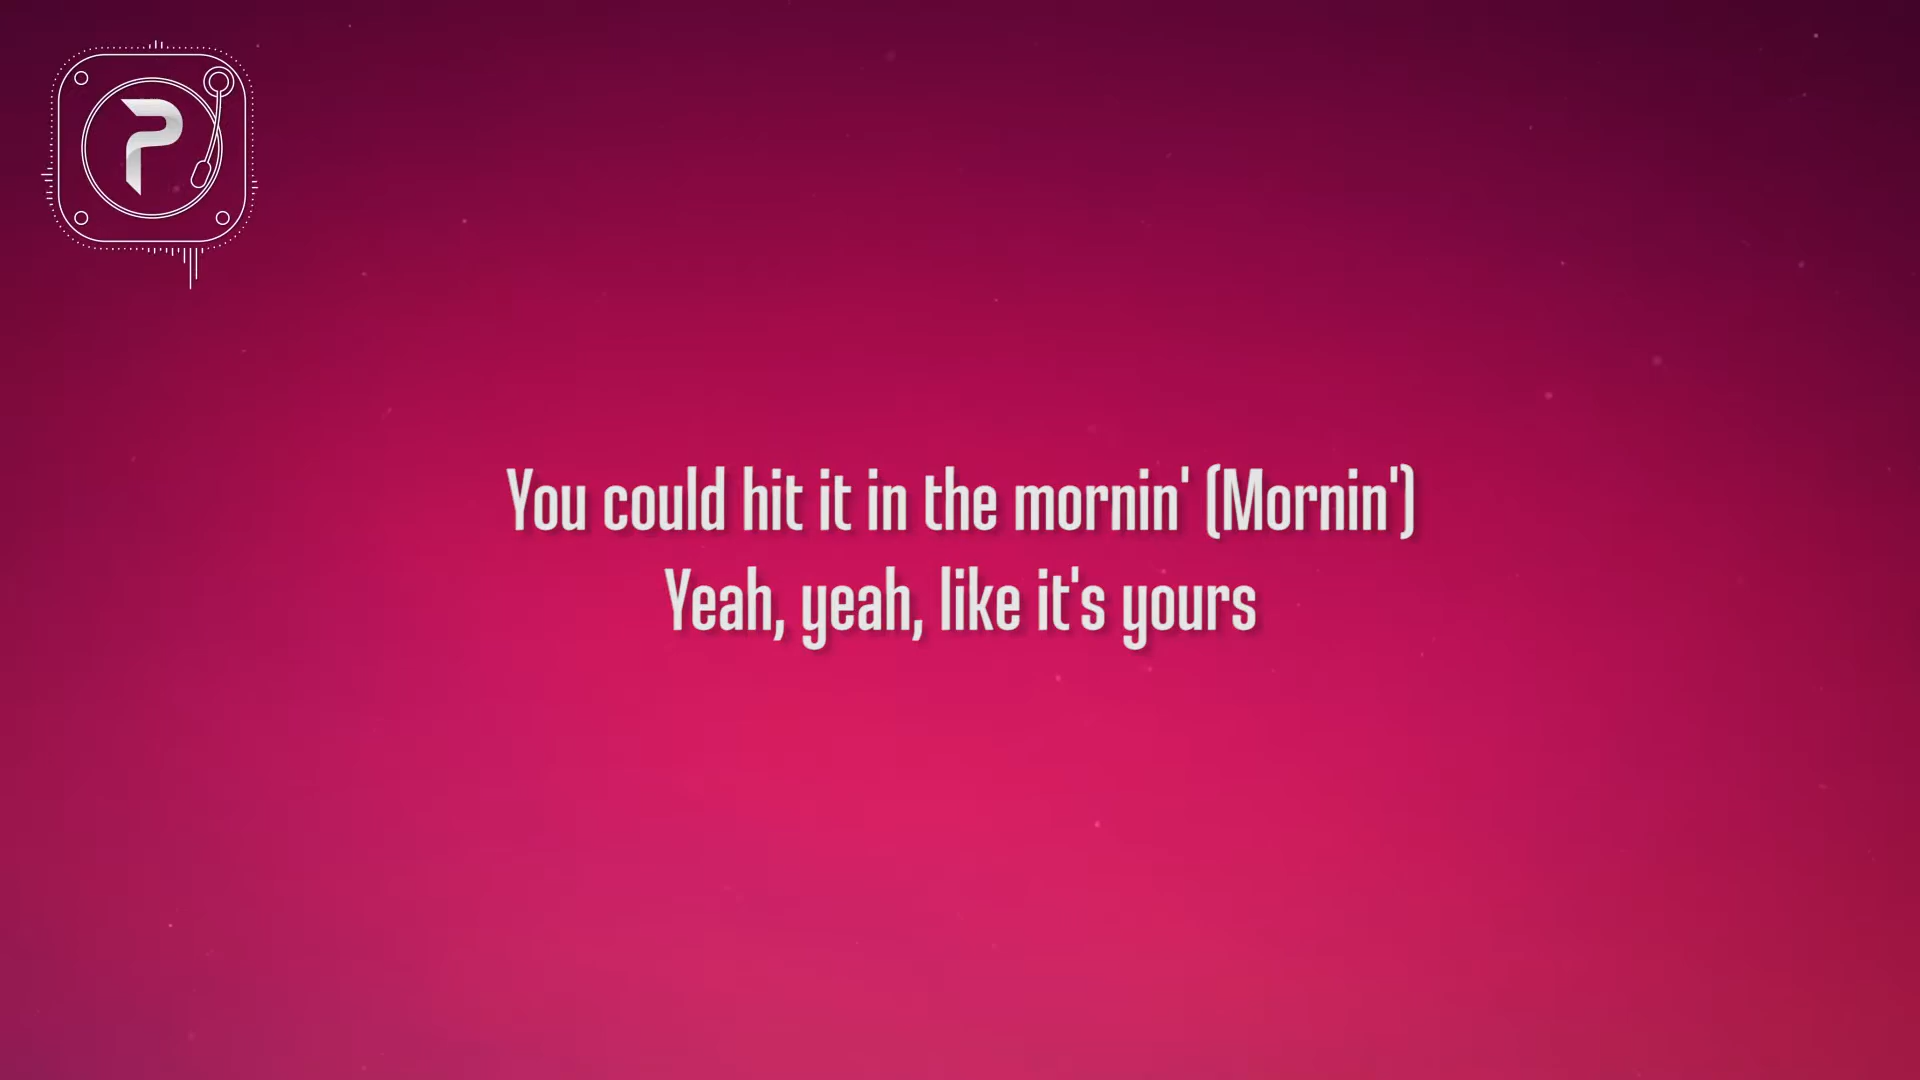 P
You could hit it in the mornin' (Mornin')
Yeah, yeah, like it's yours